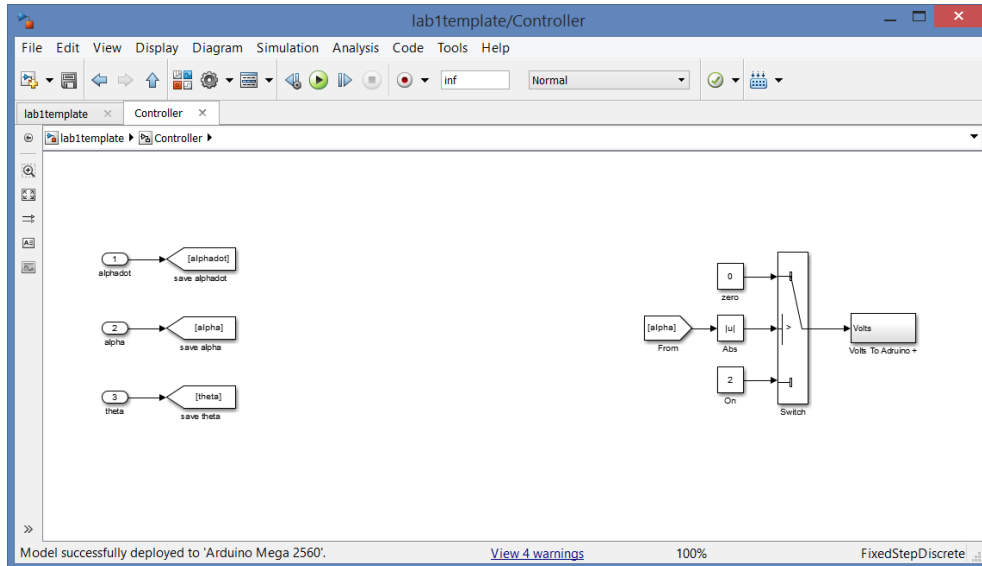 lab1template/Controller
File Edit View Display Diagram Simulation Analysis Code Tools Help
inf Normal
lab1template × Controller ×
lab1template Controller
1
alphadot
[alphadot]
save alphadot
2
alpha
[alpha]
save alpha
3
theta
[theta]
save theta
0
zero
[alpha]
From
|u|
Abs
2
On
>
Switch
Volts
Volts To Adruino +
Model successfully deployed to 'Arduino Mega 2560'. View 4 warnings 100% FixedStepDiscrete